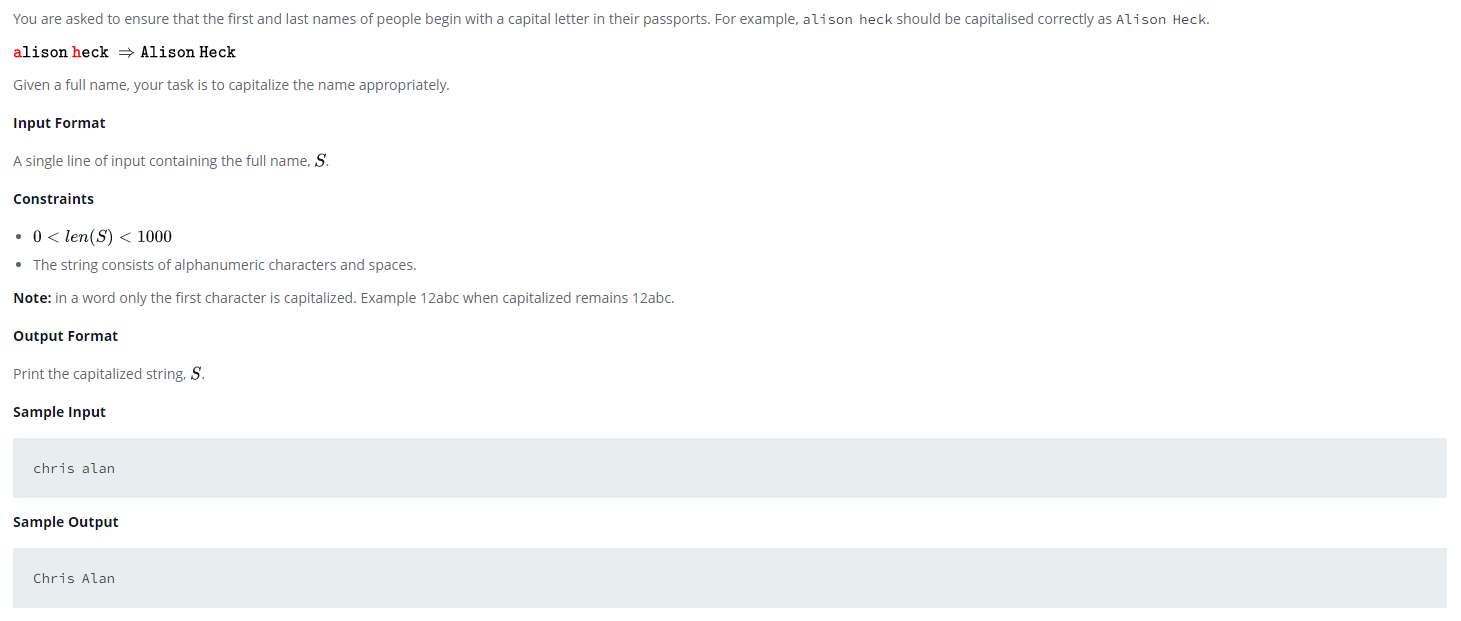 You are asked to ensure that the first and last names of people begin with a capital letter in their passports. For example, alison heck should be capitalised correctly as Alison Heck.
alison heck ⇒ Alison Heck
Given a full name, your task is to capitalize the name appropriately.
Input Format
A single line of input containing the full name, S.
Constraints
• 0 < len(S) < 1000
• The string consists of alphanumeric characters and spaces.
Note: in a word only the first character is capitalized. Example 12abc when capitalized remains 12abc.
Output Format
Print the capitalized string, S.
Sample Input
chris alan
Sample Output
Chris Alan